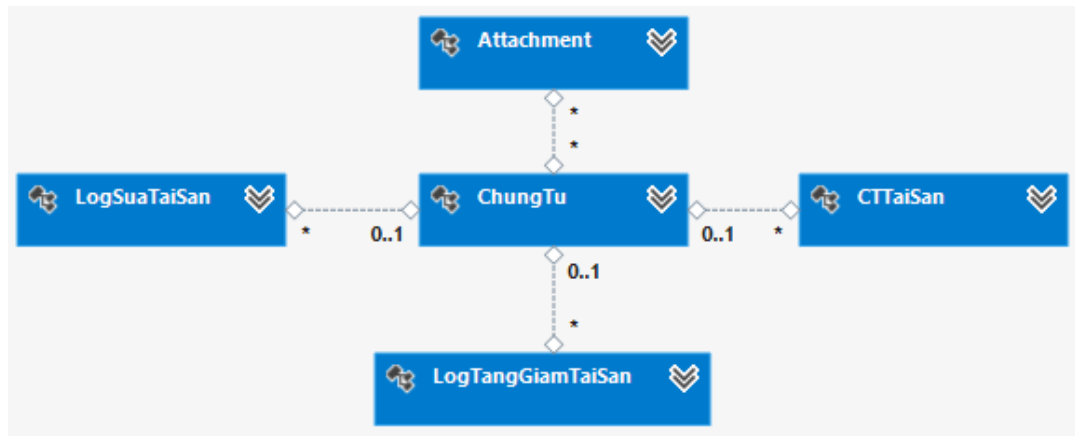 Attachment
*
*
LogSuaTaiSan
ChungTu
CTTaiSan
* 0..1
0..1 *
0..1
*
LogTangGiamTaiSan